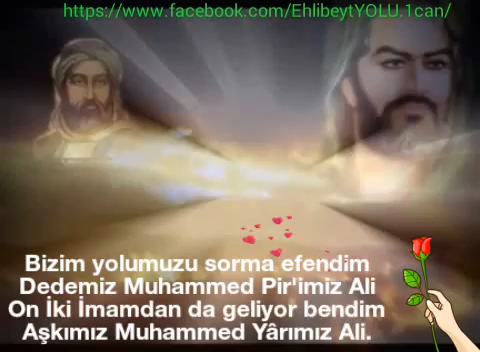 https://www.facebook.com/EhlibeytYOLU.1can/
Bizim yolumuzu sorma efendim
Dedemiz Muhammed Pir'imiz Ali
On İki İmamdan da geliyor bendim
Aşkımız Muhammed Yârımız Ali.